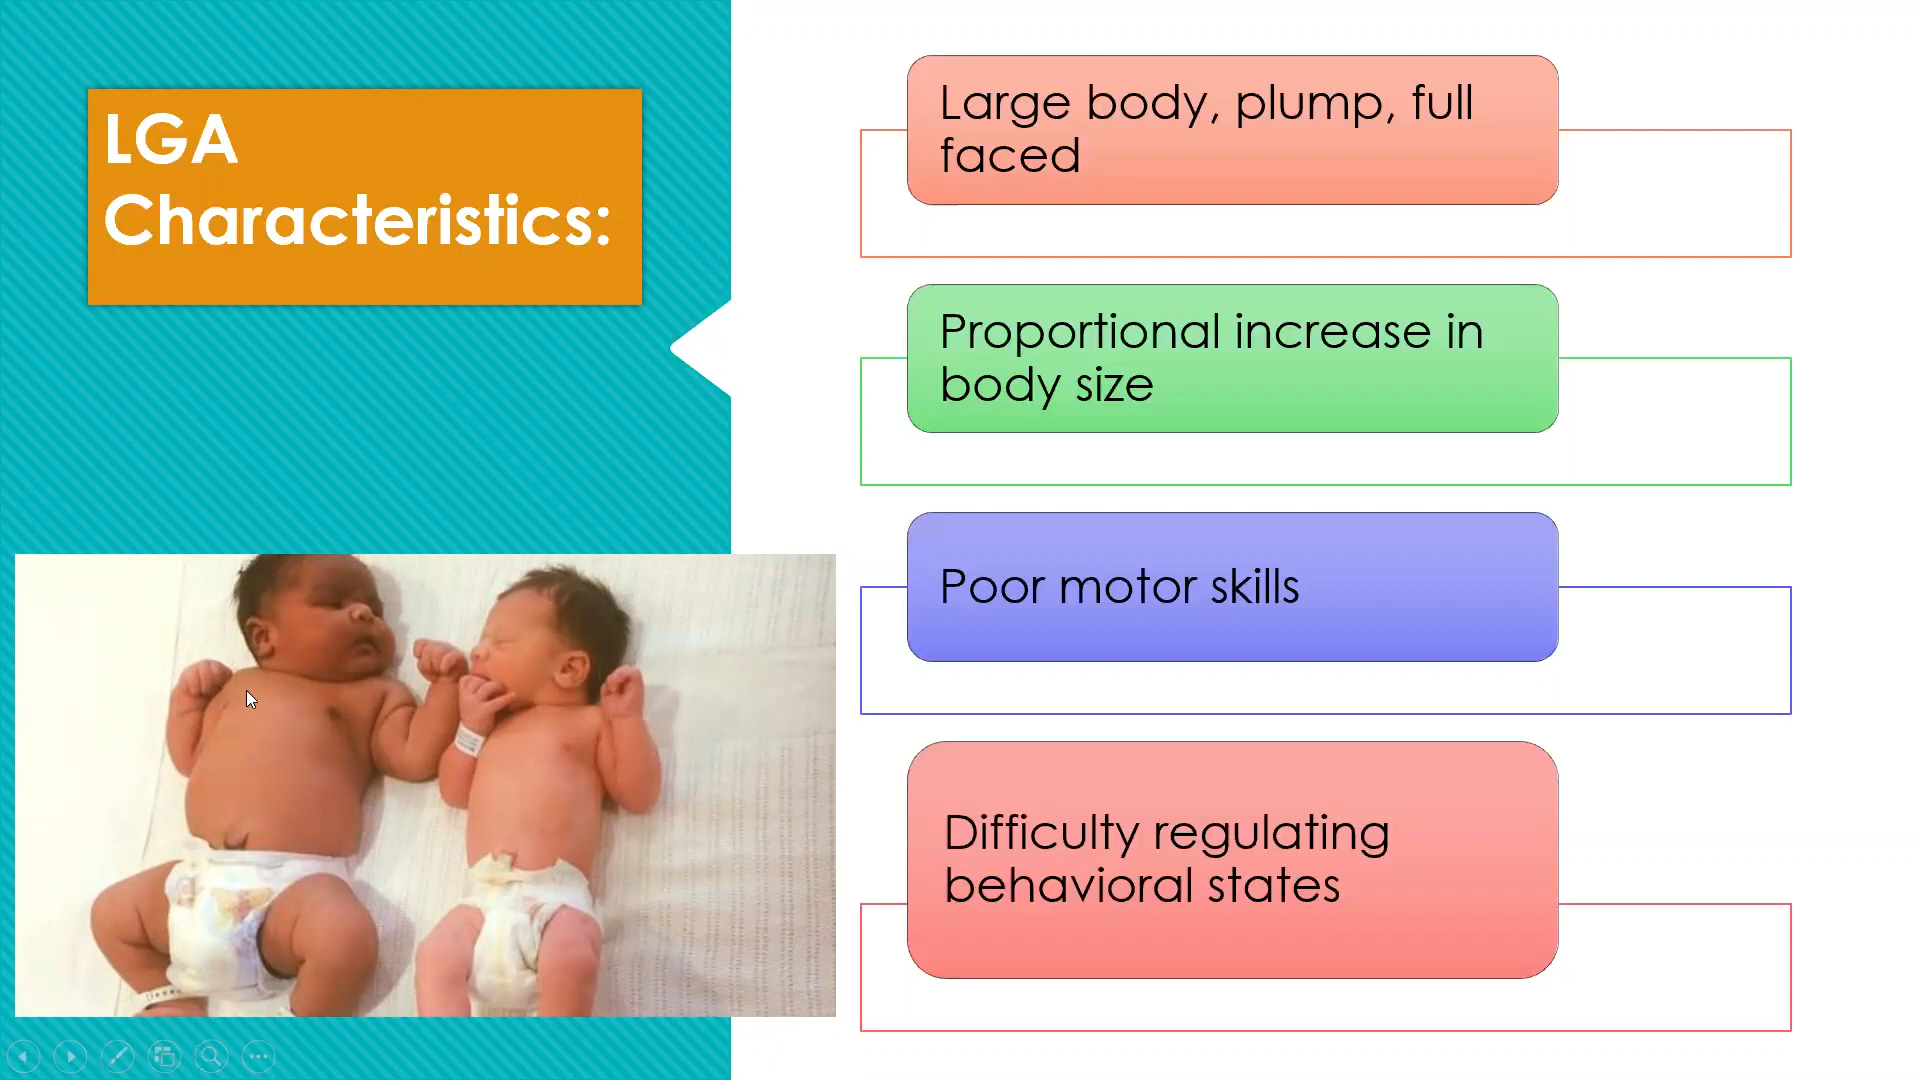 LGA
Characteristics:
Large body, plump, full
faced
Proportional increase in
body size
Poor motor skills
Difficulty regulating
behavioral states